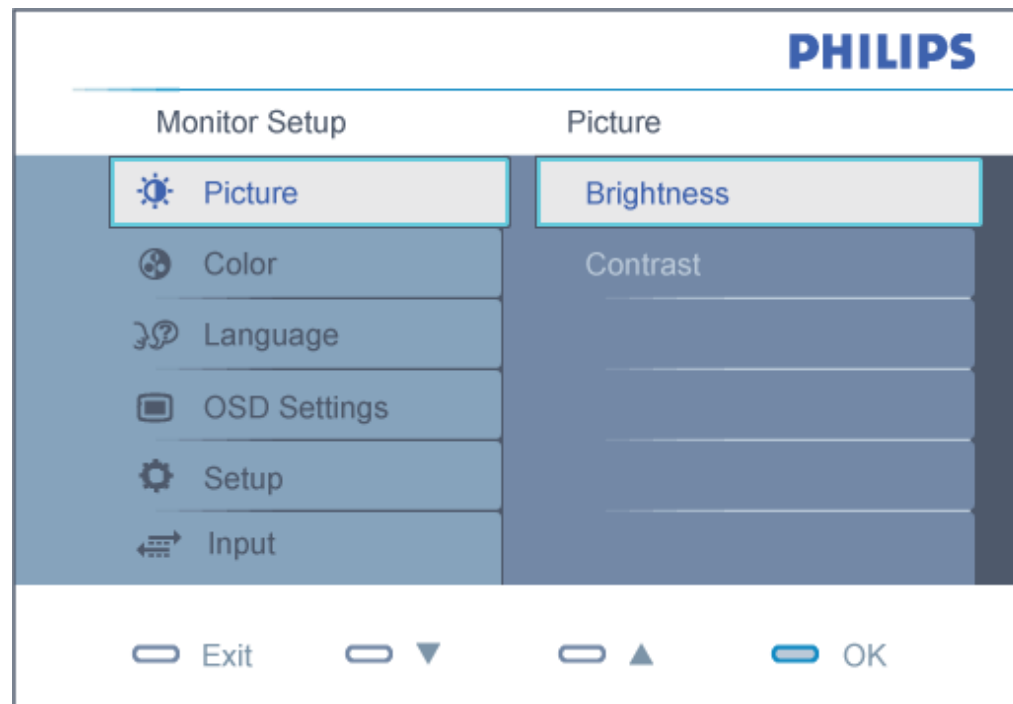 PHILIPS
Monitor Setup
Picture
Picture
Brightness
Color
Contrast
Language
OSD Settings
Setup
Input
Exit
OK